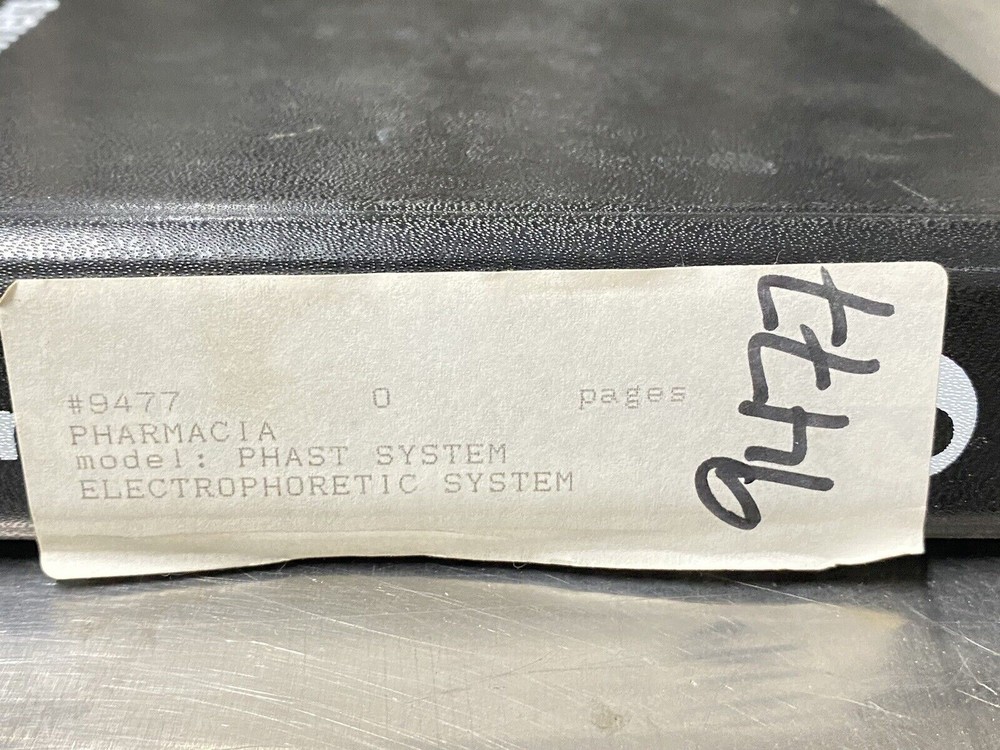 #9477 0 pages
PHARMACIA
model: PHAST SYSTEM
ELECTROPHORETIC SYSTEM
9477